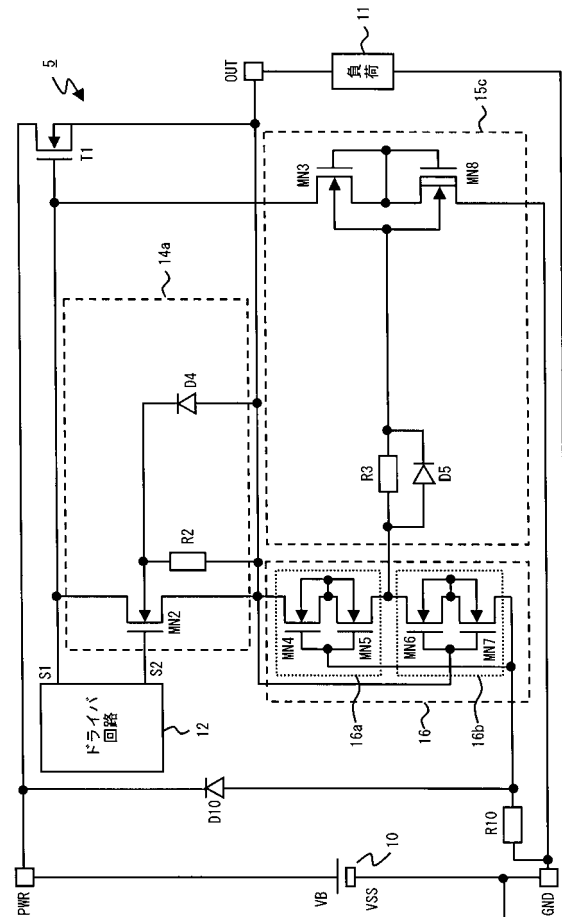 5
PWR
OUT
T1
14a
S1
S2
ドライバ
回路
12
MN2
R2
D4
D10
11
負荷
15c
MN3
MN8
R3
D5
MN4
MN5
MN6
MN7
16a
16
16b
R10
10
VB
VSS
GND